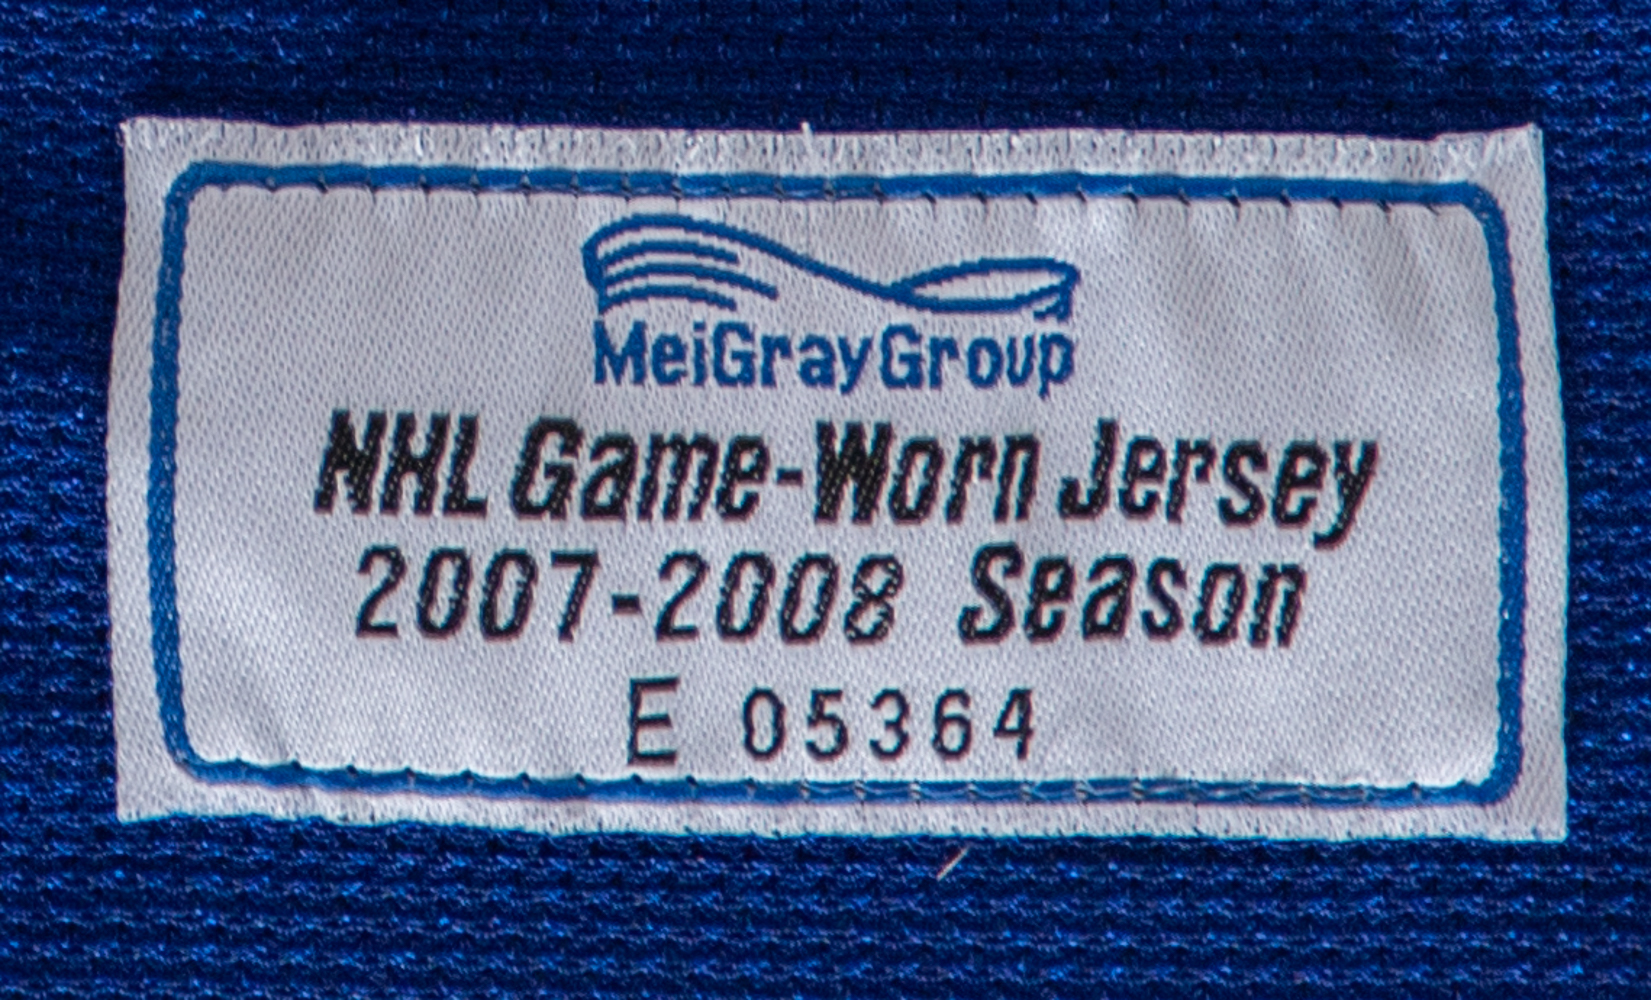 MeiGrayGroup
NHL Game-Worn Jersey
2007-2008 Season
E 05364